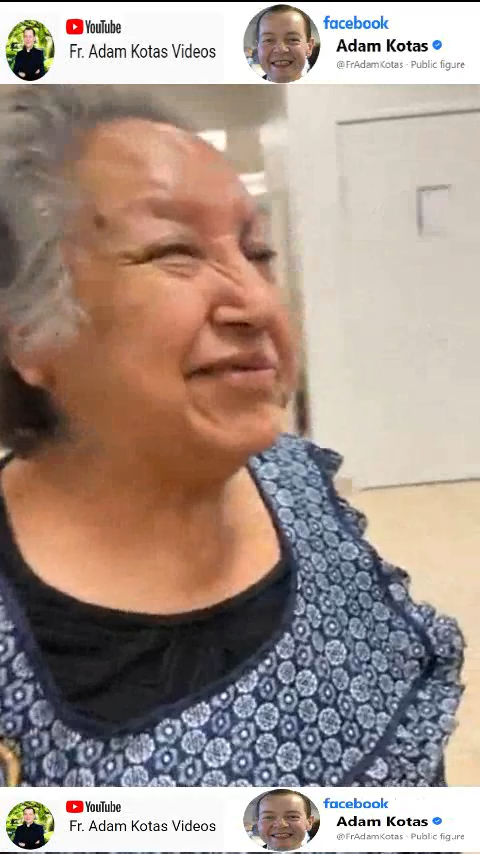 YouTube
Fr. Adam Kotas Videos
facebook
Adam Kotas
@FrAdamKotas · Public figure
YouTube
Fr. Adam Kotas Videos
facebook
Adam Kotas
@FrAdamKotas · Public figure